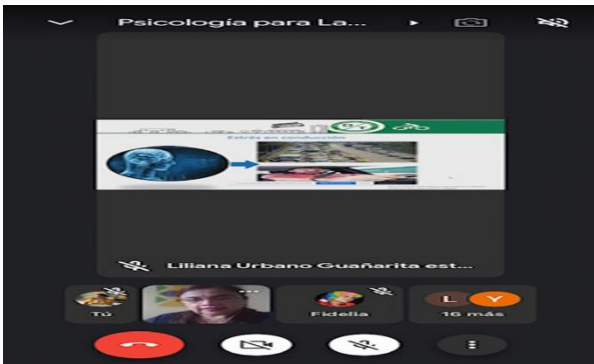 Psicología para La...
Estrés en conducción
Liliana Urbano Guañarita est...
Tú
Fidelia
L
Y
16 más